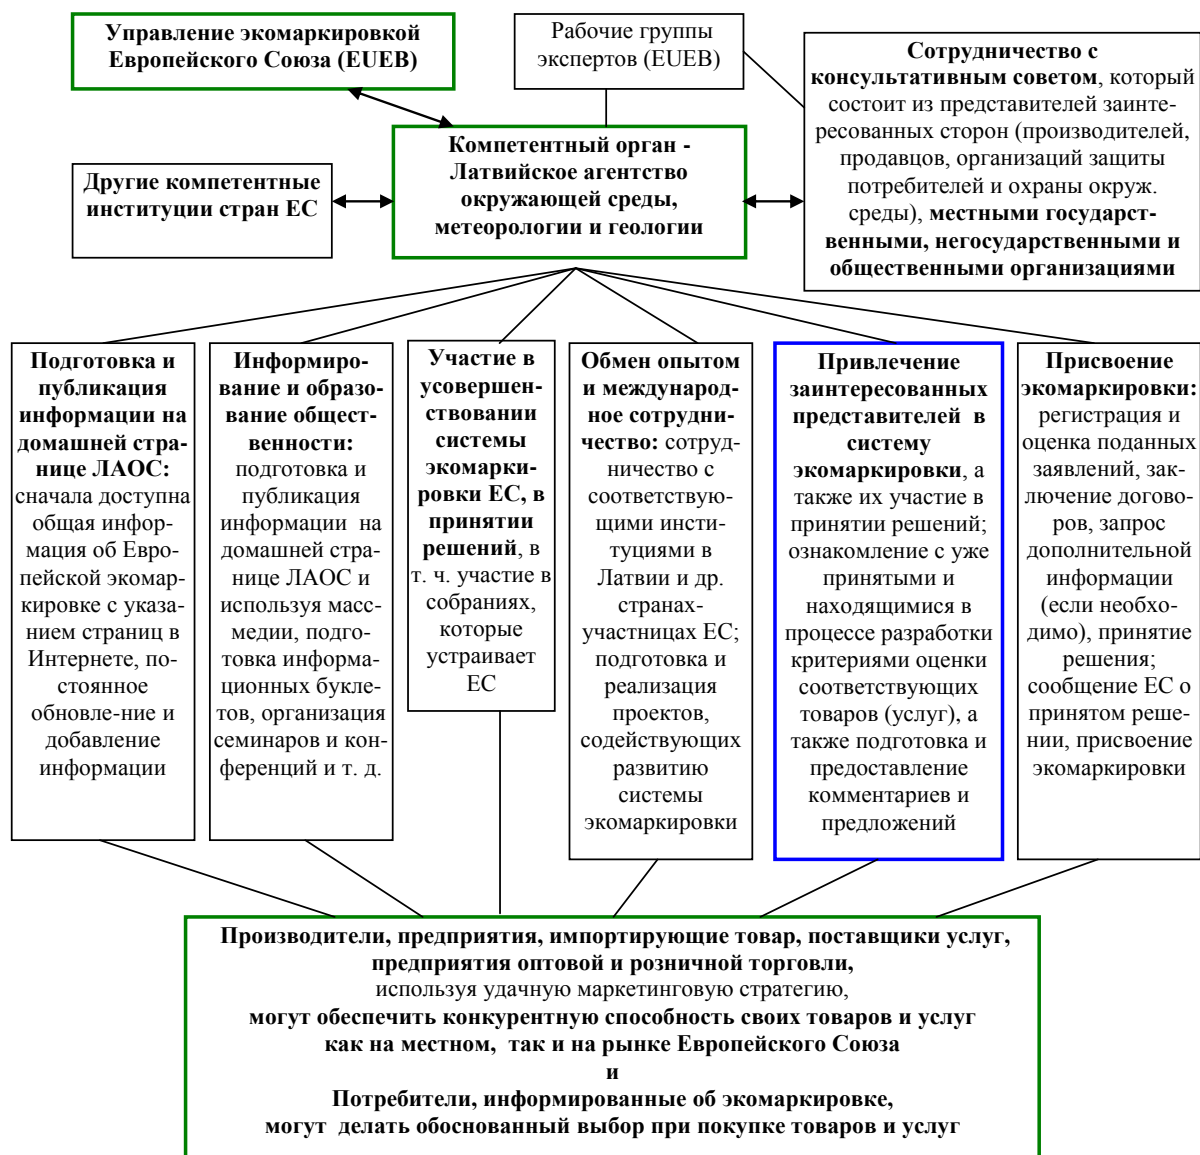 Управление экомаркировкой
Европейского Союза (EUEB)
Рабочие группы
экспертов (EUEB)
Сотрудничество с
консультативным советом, который
состоит из представителей заинте-
ресованных сторон (производителей,
продавцов, организаций защиты
потребителей и охраны окруж.
среды), местными государст-
венными, негосударственными и
общественными организациями
Другие компетентные
институции стран ЕС
Компетентный орган -
Латвийское агентство
окружающей среды,
метеорологии и геологии
Подготовка и
публикация
информации на
домашней стра-
нице ЛАОС:
сначала доступна
общая инфор-
мация об Евро-
пейской экомар-
кировке с указа-
нием страниц в
Интернете, по-
стоянное
обновле-ние и
добавление
информации
Информиро-
вание и образо-
вание общест-
венности:
подготовка и
публикация
информации на
домашней стра-
нице ЛАОС и
используя масс-
медии, подго-
товка информа-
ционных букле-
тов, организация
семинаров и кон-
ференций и т. д.
Участие в
усовершен-
ствовании
системы
экомарки-
ровки ЕС, в
принятии
решений, в
т. ч. участие в
собраниях,
которые
устраивает
ЕС
Обмен опытом
и международ-
ное сотрудни-
чество: сотруд-
ничество с
соответствую-
щими инсти-
туциями в
Латвии и др.
странах-
участницах ЕС;
подготовка и
реализация
проектов,
содействующих
развитию
системы
экомаркировки
Привлечение
заинтересованных
представителей в
систему
экомаркировки, а
также их участие в
принятии решений;
ознакомление с уже
принятыми и
находящимися в
процессе разработки
критериями оценки
соответствующих
товаров (услуг), а
также подготовка и
предоставление
комментариев и
предложений
Присвоение
экомаркировки:
регистрация и
оценка поданных
заявлений, зак-
лючение догово-
ров, запрос
дополнительной
информации
(если необхо-
димо), принятие
решения;
сообщение ЕС о
принятом реше-
нии, присвоение
экомаркировки
Производители, предприятия, импортирующие товар, поставщики услуг,
предприятия оптовой и розничной торговли,
используя удачную маркетинговую стратегию,
могут обеспечить конкурентную способность своих товаров и услуг
как на местном, так и на рынке Европейского Союза
и
Потребители, информированные об экомаркировке,
могут делать обоснованный выбор при покупке товаров и услуг